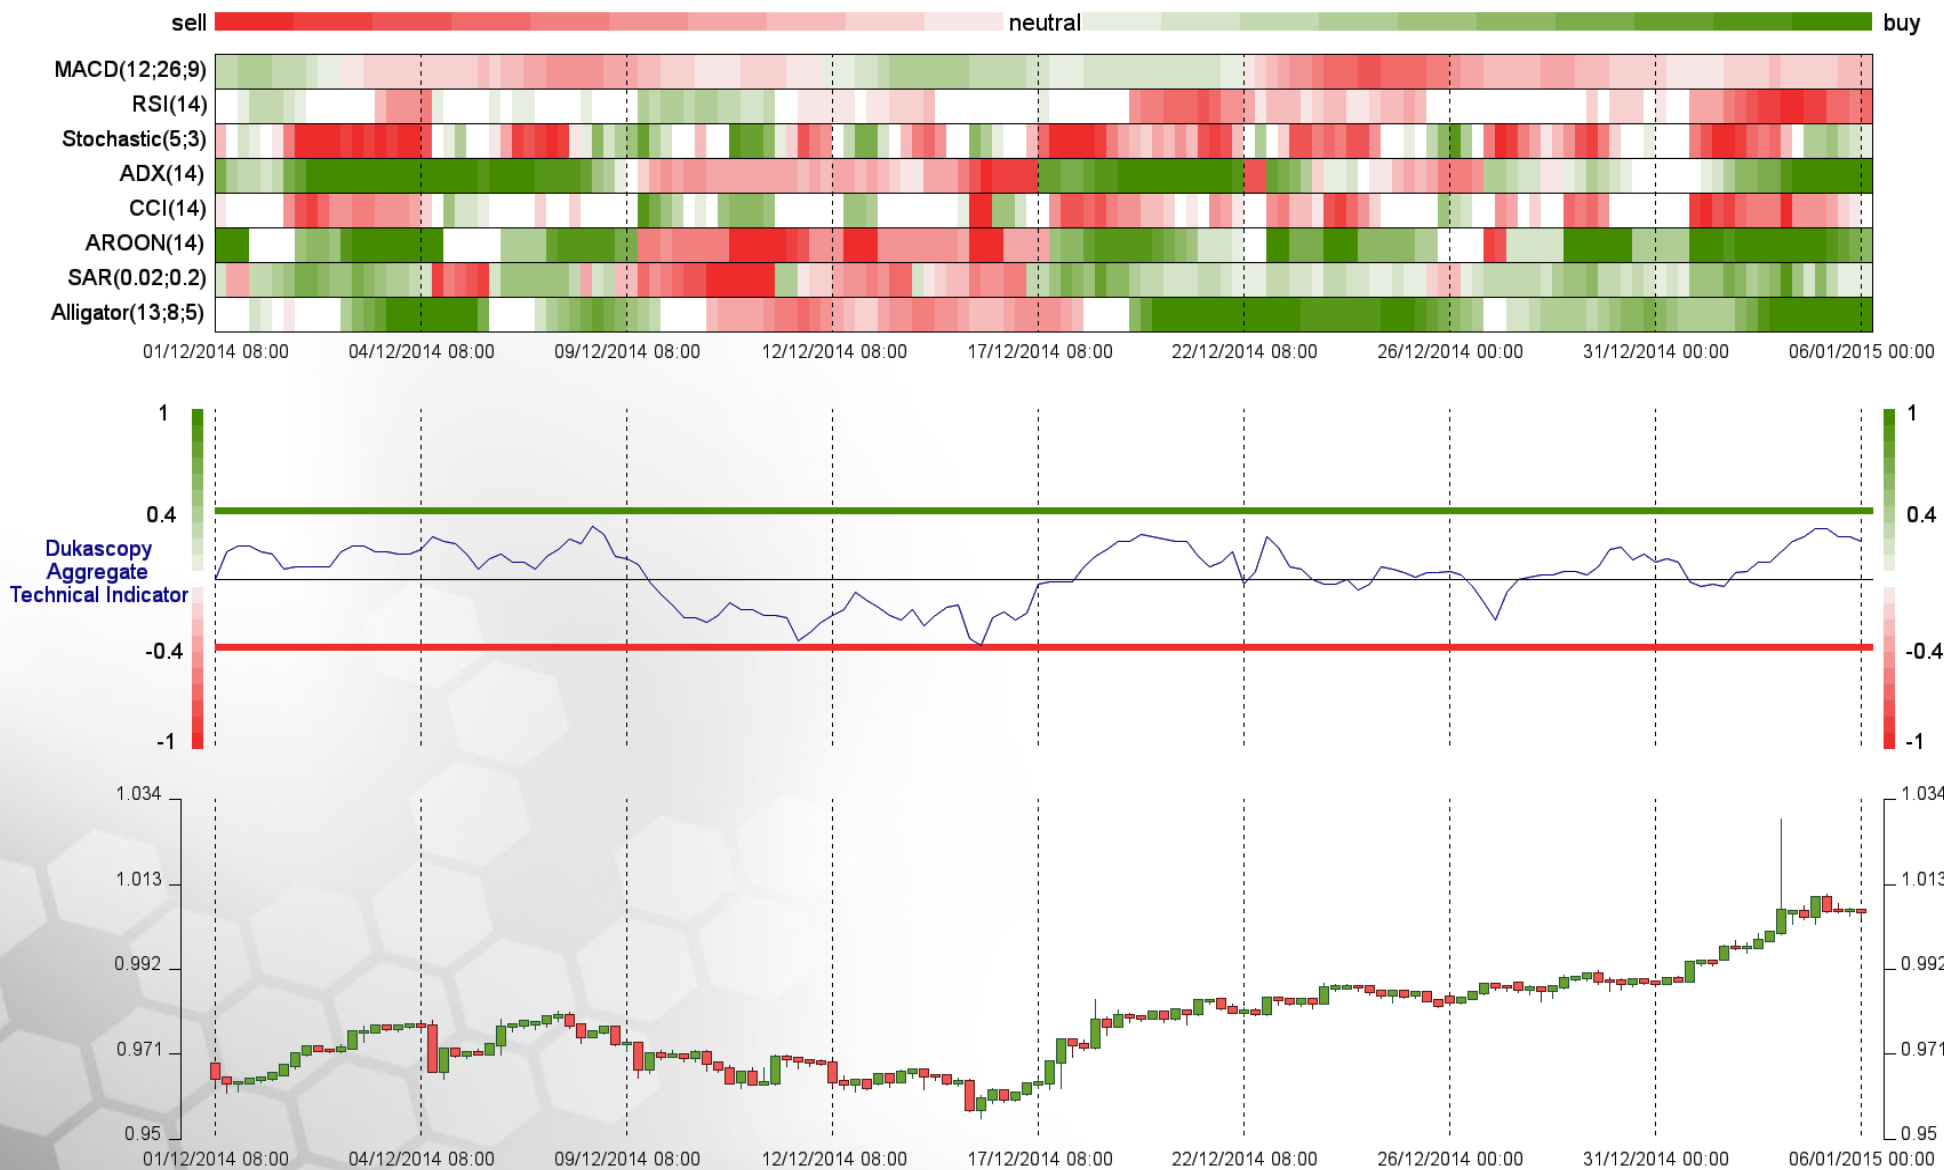 sell neutral buy
MACD(12;26;9)
RSI(14)
Stochastic(5;3)
ADX(14)
CCI(14)
AROON(14)
SAR(0.02;0.2)
Alligator(13;8;5)
01/12/2014 08:00 04/12/2014 08:00 09/12/2014 08:00 12/12/2014 08:00 17/12/2014 08:00 22/12/2014 08:00 26/12/2014 00:00 31/12/2014 00:00 06/01/2015 00:00
1 1
0.4 0.4
Dukascopy
Aggregate
Technical Indicator
-0.4 -0.4
-1 -1
1.034 1.034
1.013 1.013
0.992 0.992
0.971 0.971
0.95 0.95
01/12/2014 08:00 04/12/2014 08:00 09/12/2014 08:00 12/12/2014 08:00 17/12/2014 08:00 22/12/2014 08:00 26/12/2014 00:00 31/12/2014 00:00 06/01/2015 00:00